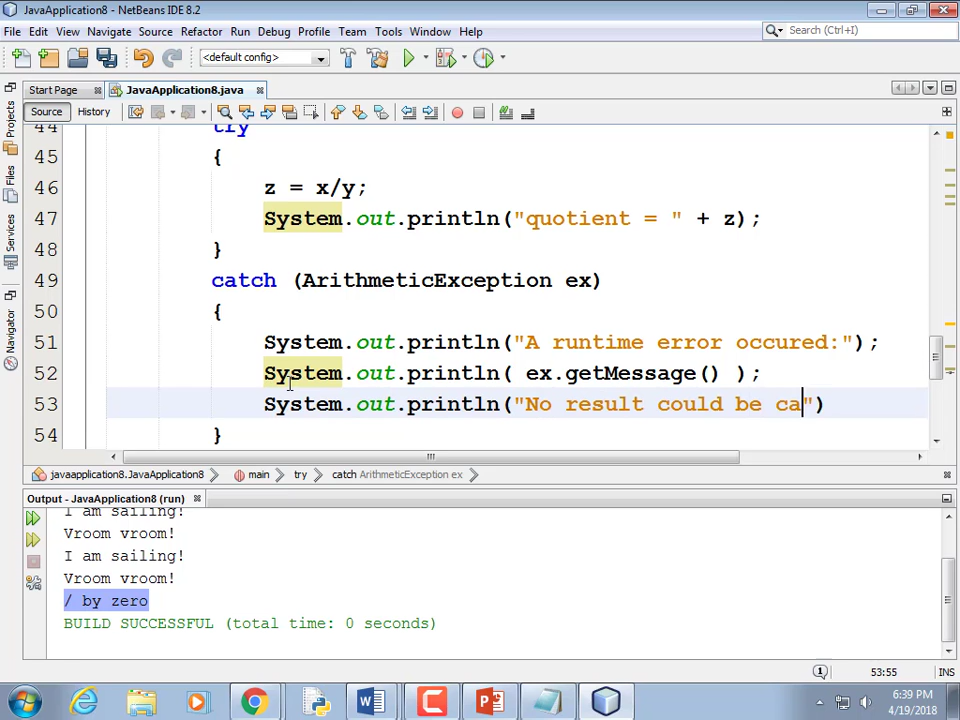 JavaApplication8 - NetBeans IDE 8.2
File Edit View Navigate Source Refactor Run Debug Profile Team Tools Window Help
Search (Ctrl+I)
<default config>
Start Page JavaApplication8.java
Source History
Projects
Files
Services
Navigator
44 try
45 {
46 z = x/y;
47 System.out.println("quotient = " + z);
48 }
49 catch (ArithmeticException ex)
50 {
51 System.out.println("A runtime error occured:");
52 System.out.println( ex.getMessage() );
53 System.out.println("No result could be ca")
54 }
javaapplication8.JavaApplication8 main try catch ArithmeticException ex
Output - JavaApplication8 (run)
I am sailing!
Vroom vroom!
I am sailing!
Vroom vroom!
/ by zero
BUILD SUCCESSFUL (total time: 0 seconds)
1 53:55 INS
6:39 PM
4/19/2018